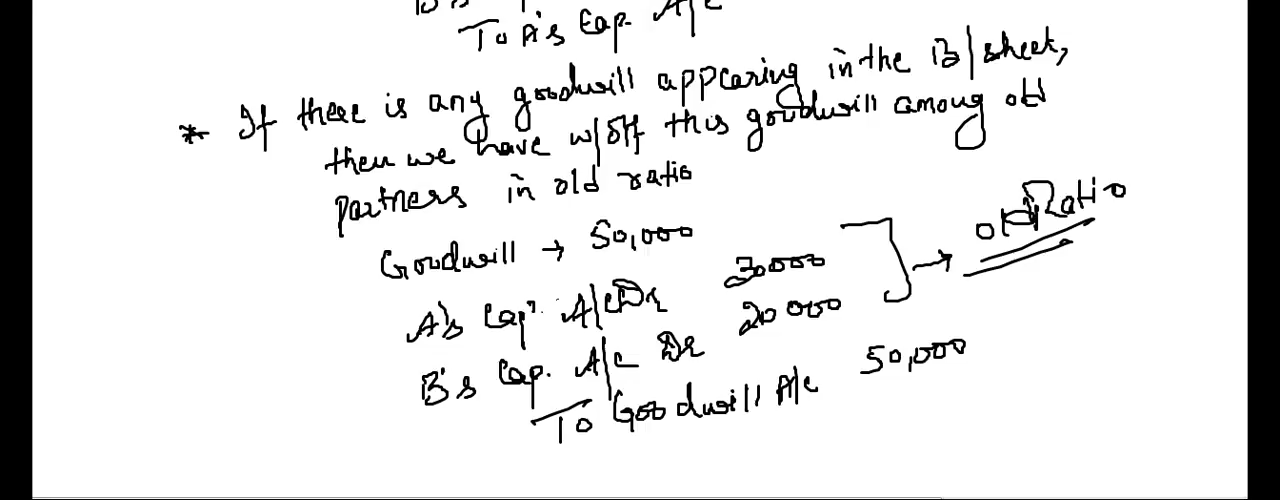 B's
To A's Cap. A/c
* If there is any goodwill appearing in the B/sheet,
then we have w/off this goodwill among old
partners in old ratio
Goodwill → 50,000
A's Cap. A/c Dr 30000
B's Cap. A/c Dr 20000
→ old Ratio
To Goodwill A/c 50,000